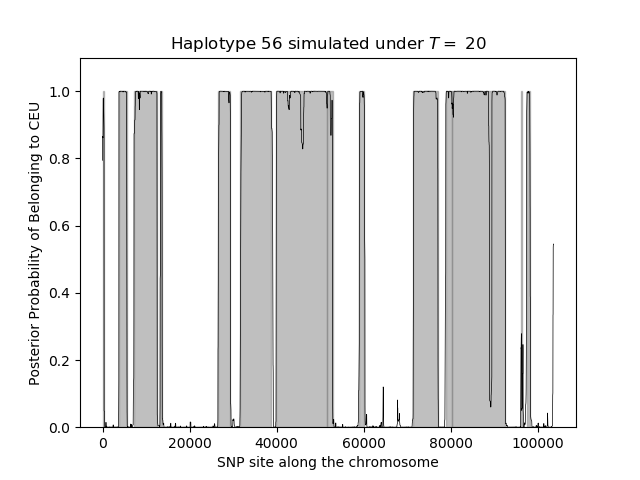 Haplotype 56 simulated under T = 20
Posterior Probability of Belonging to CEU
1.0
0.8
0.6
0.4
0.2
0.0
0 20000 40000 60000 80000 100000
SNP site along the chromosome